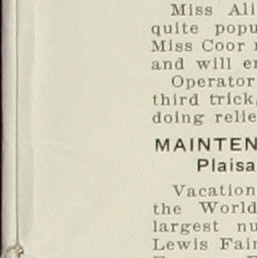 Miss Ali
quite popu
Miss Coor
and will e
Operator
third trick,
doing relie
MAINTEN
Plaisa
Vacation
the World
largest nu
Lewis Fair